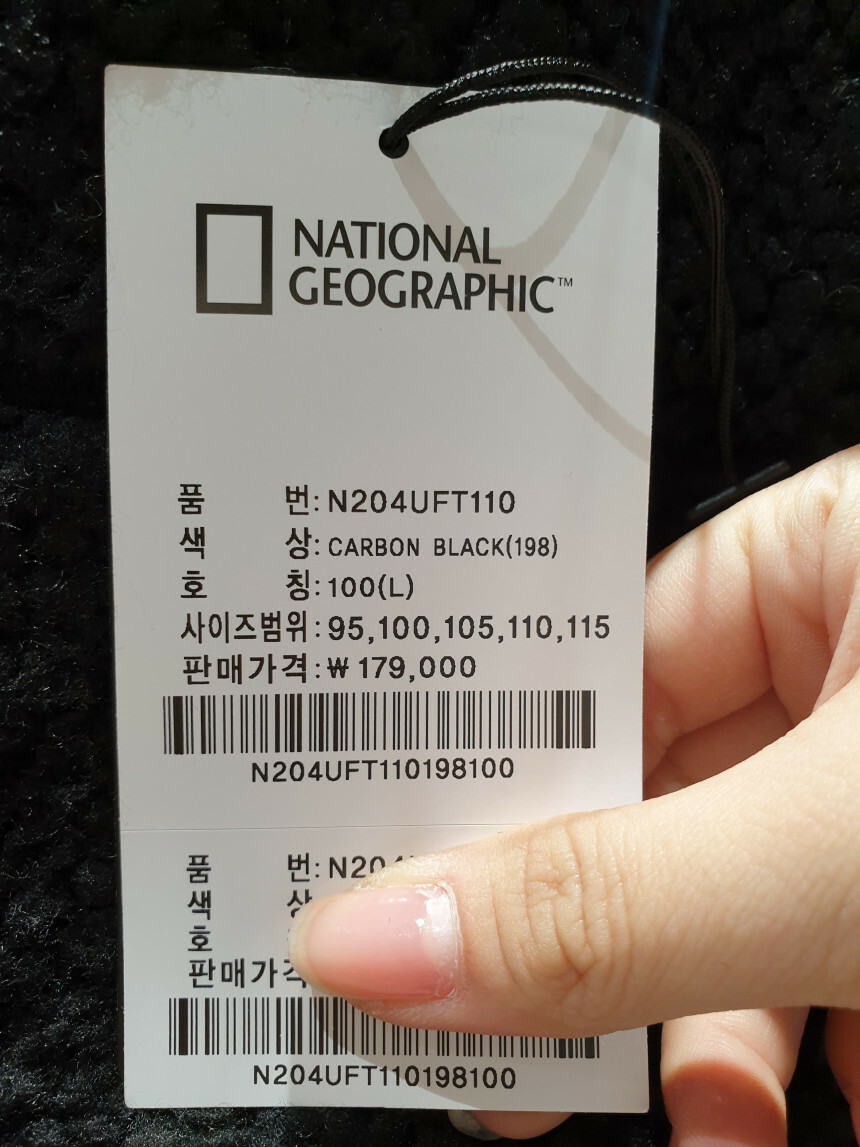 NATIONAL
GEOGRAPHIC™
품 번: N204UFT110
색 상: CARBON BLACK(198)
호 칭: 100(L)
사이즈범위: 95,100,105,110,115
판매가격: ₩179,000
N204UFT110198100
품 번: N204
색 상
호
판매가격
N204UFT110198100